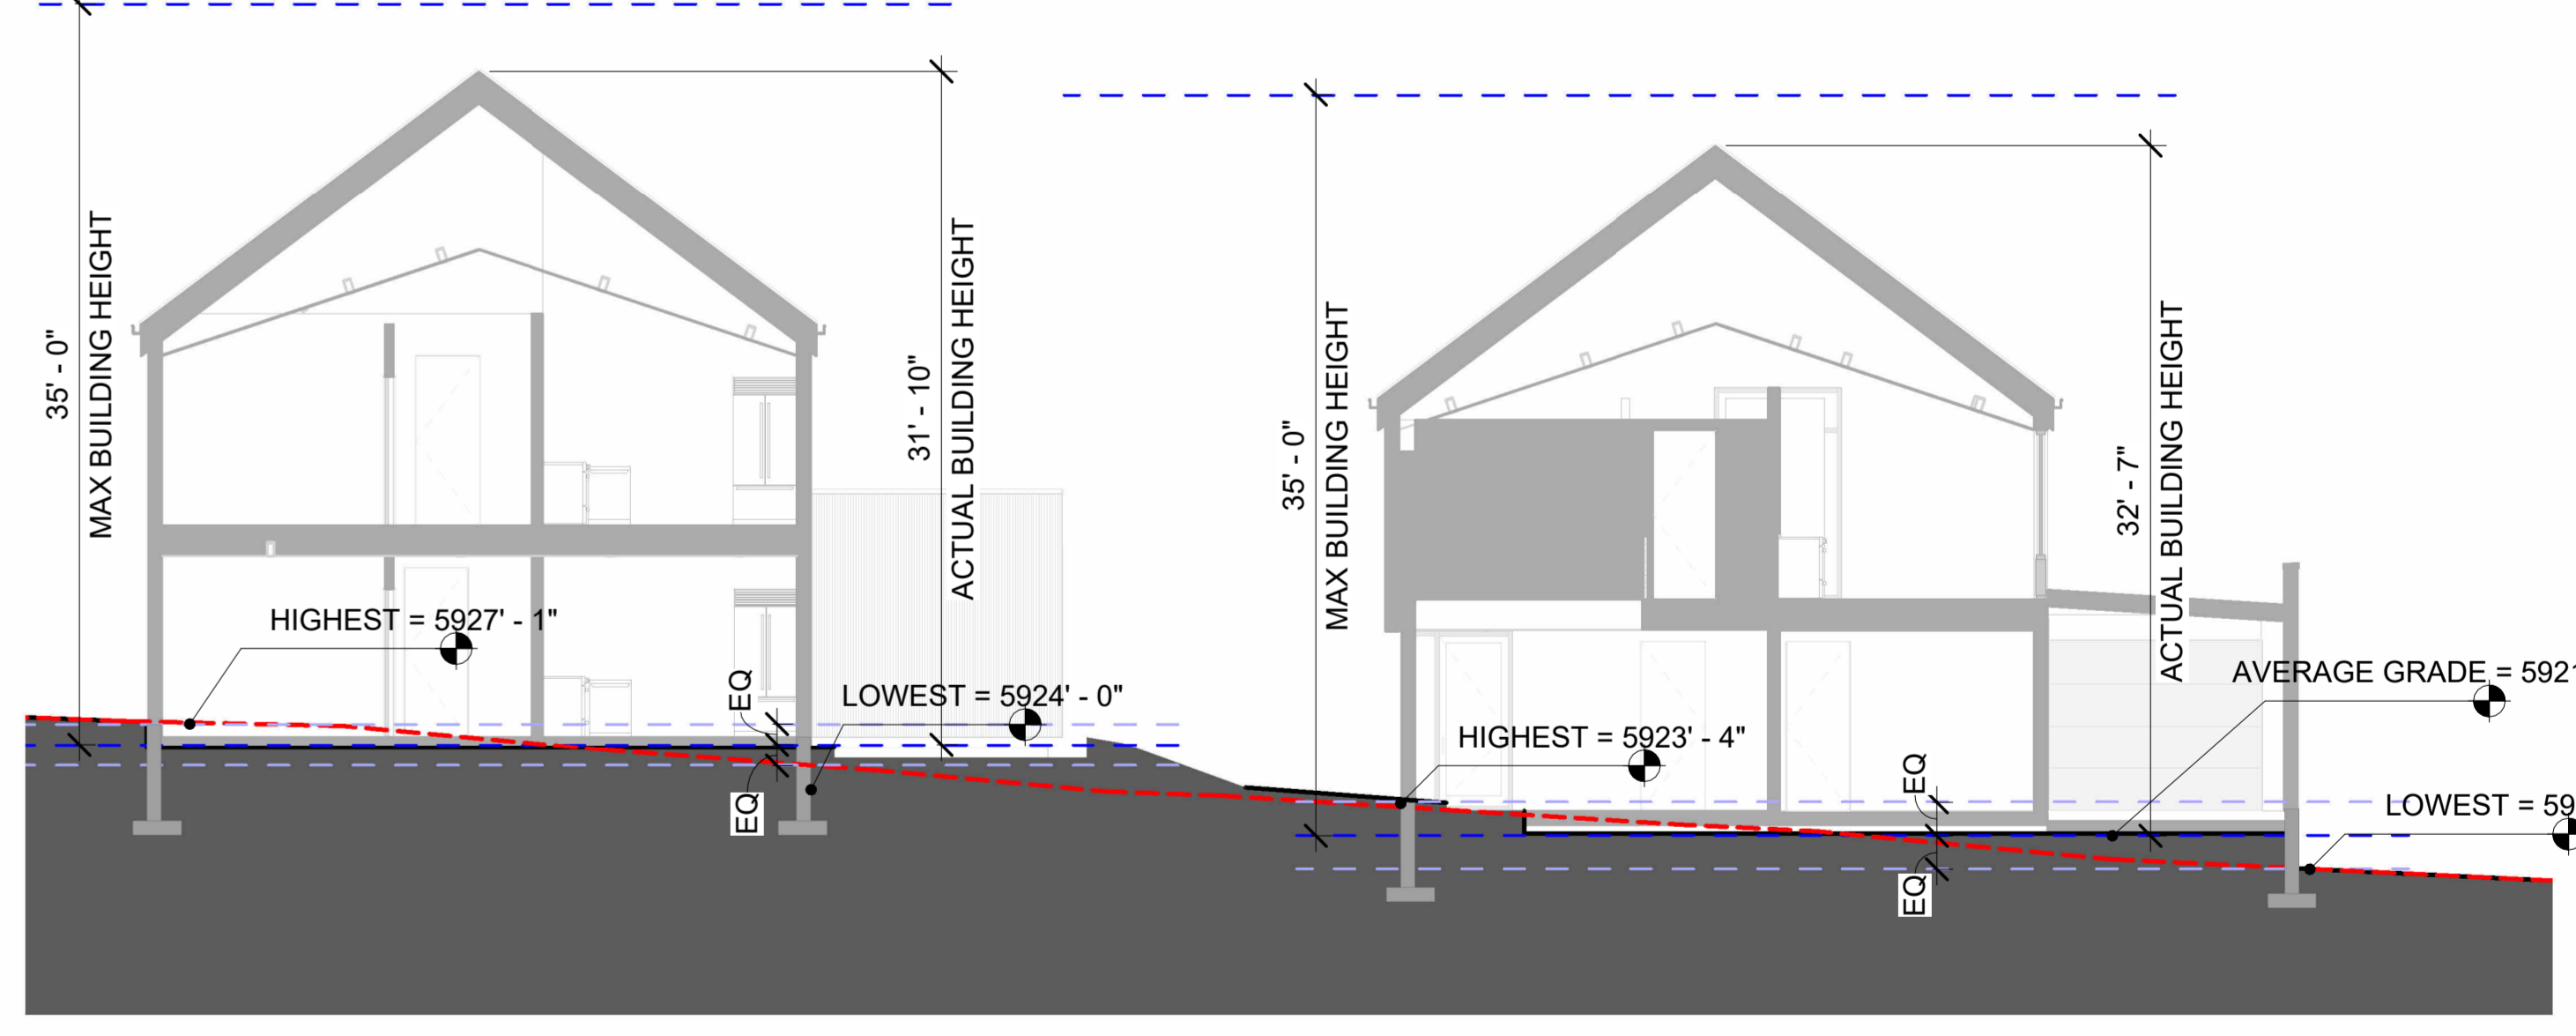 35' - 0"
MAX BUILDING HEIGHT
31' - 10"
ACTUAL BUILDING HEIGHT
HIGHEST = 5927' - 1"
EQ
EQ
LOWEST = 5924' - 0"
35' - 0"
MAX BUILDING HEIGHT
32' - 7"
ACTUAL BUILDING HEIGHT
HIGHEST = 5923' - 4"
EQ
EQ
AVERAGE GRADE = 5921
LOWEST = 59